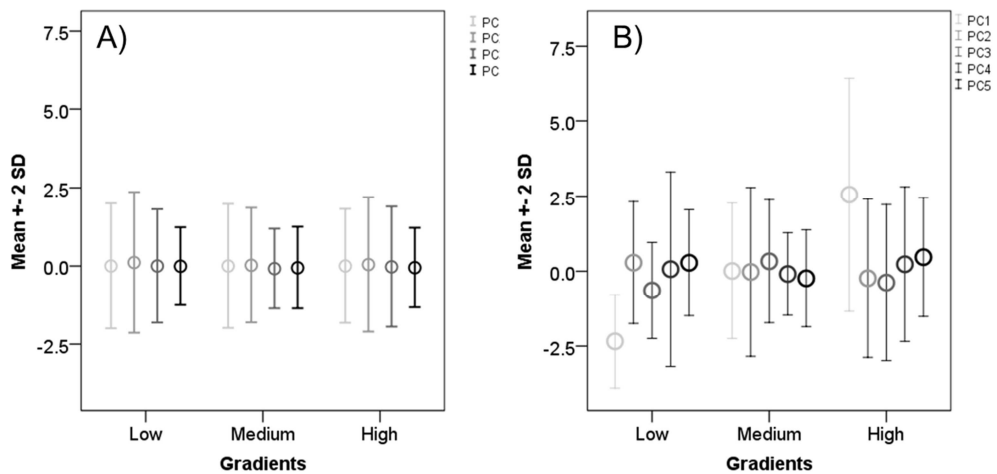 A)
7.5
5.0
2.5
0.0
-2.5
Mean +- 2 SD
Low Medium High
Gradients
PC
PC
PC
PC
B)
7.5
5.0
2.5
0.0
-2.5
Mean +- 2 SD
Low Medium High
Gradients
PC1
PC2
PC3
PC4
PC5